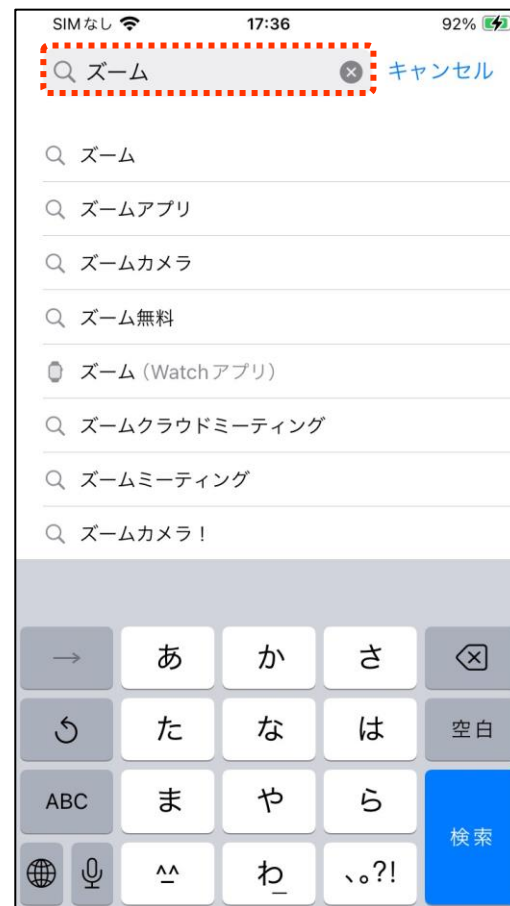 SIMなし 17:36 92%
ズーム キャンセル
ズーム
ズームアプリ
ズームカメラ
ズーム無料
ズーム（Watchアプリ）
ズームクラウドミーティング
ズームミーティング
ズームカメラ！
→ あ か さ
た な は 空白
ABC ま や ら
検索
^^ わ_ 、。?!